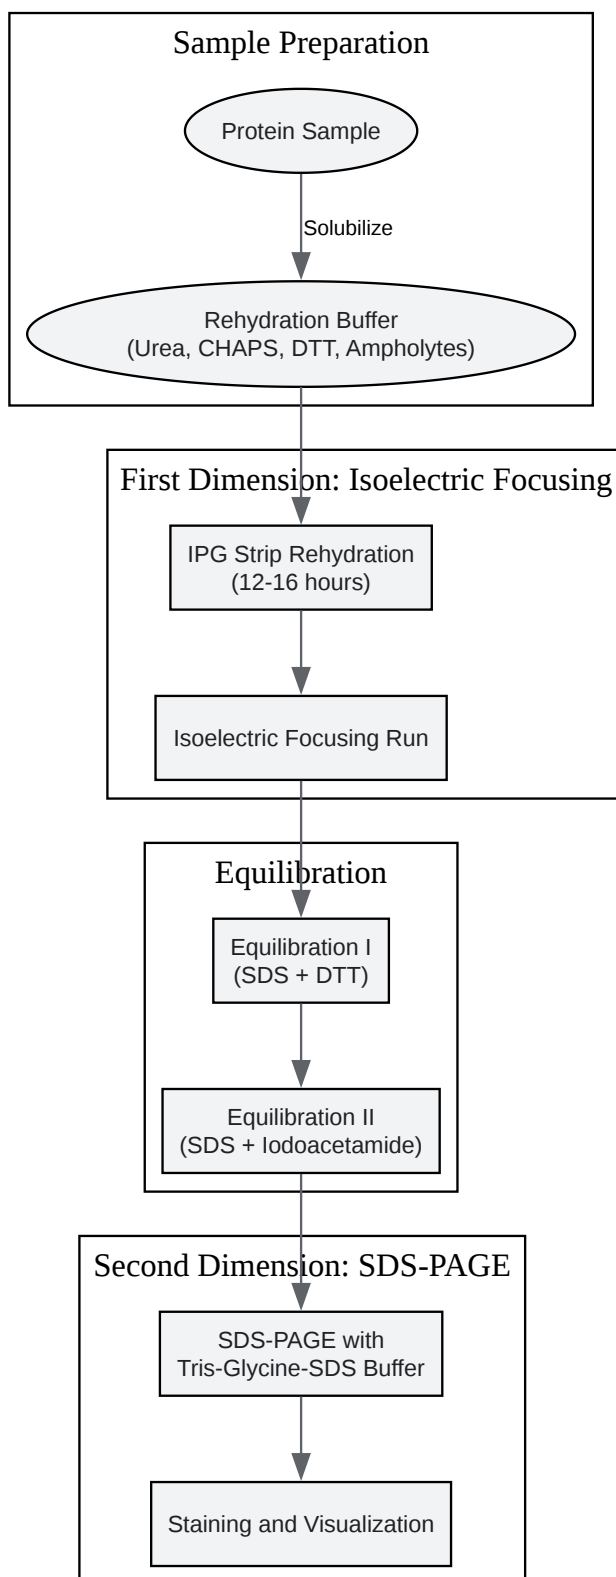 Sample Preparation
Protein Sample
Solubilize
Rehydration Buffer
(Urea, CHAPS, DTT, Ampholytes)
First Dimension: Isoelectric Focusing
IPG Strip Rehydration
(12-16 hours)
Isoelectric Focusing Run
Equilibration
Equilibration I
(SDS + DTT)
Equilibration II
(SDS + Iodoacetamide)
Second Dimension: SDS-PAGE
SDS-PAGE with
Tris-Glycine-SDS Buffer
Staining and Visualization